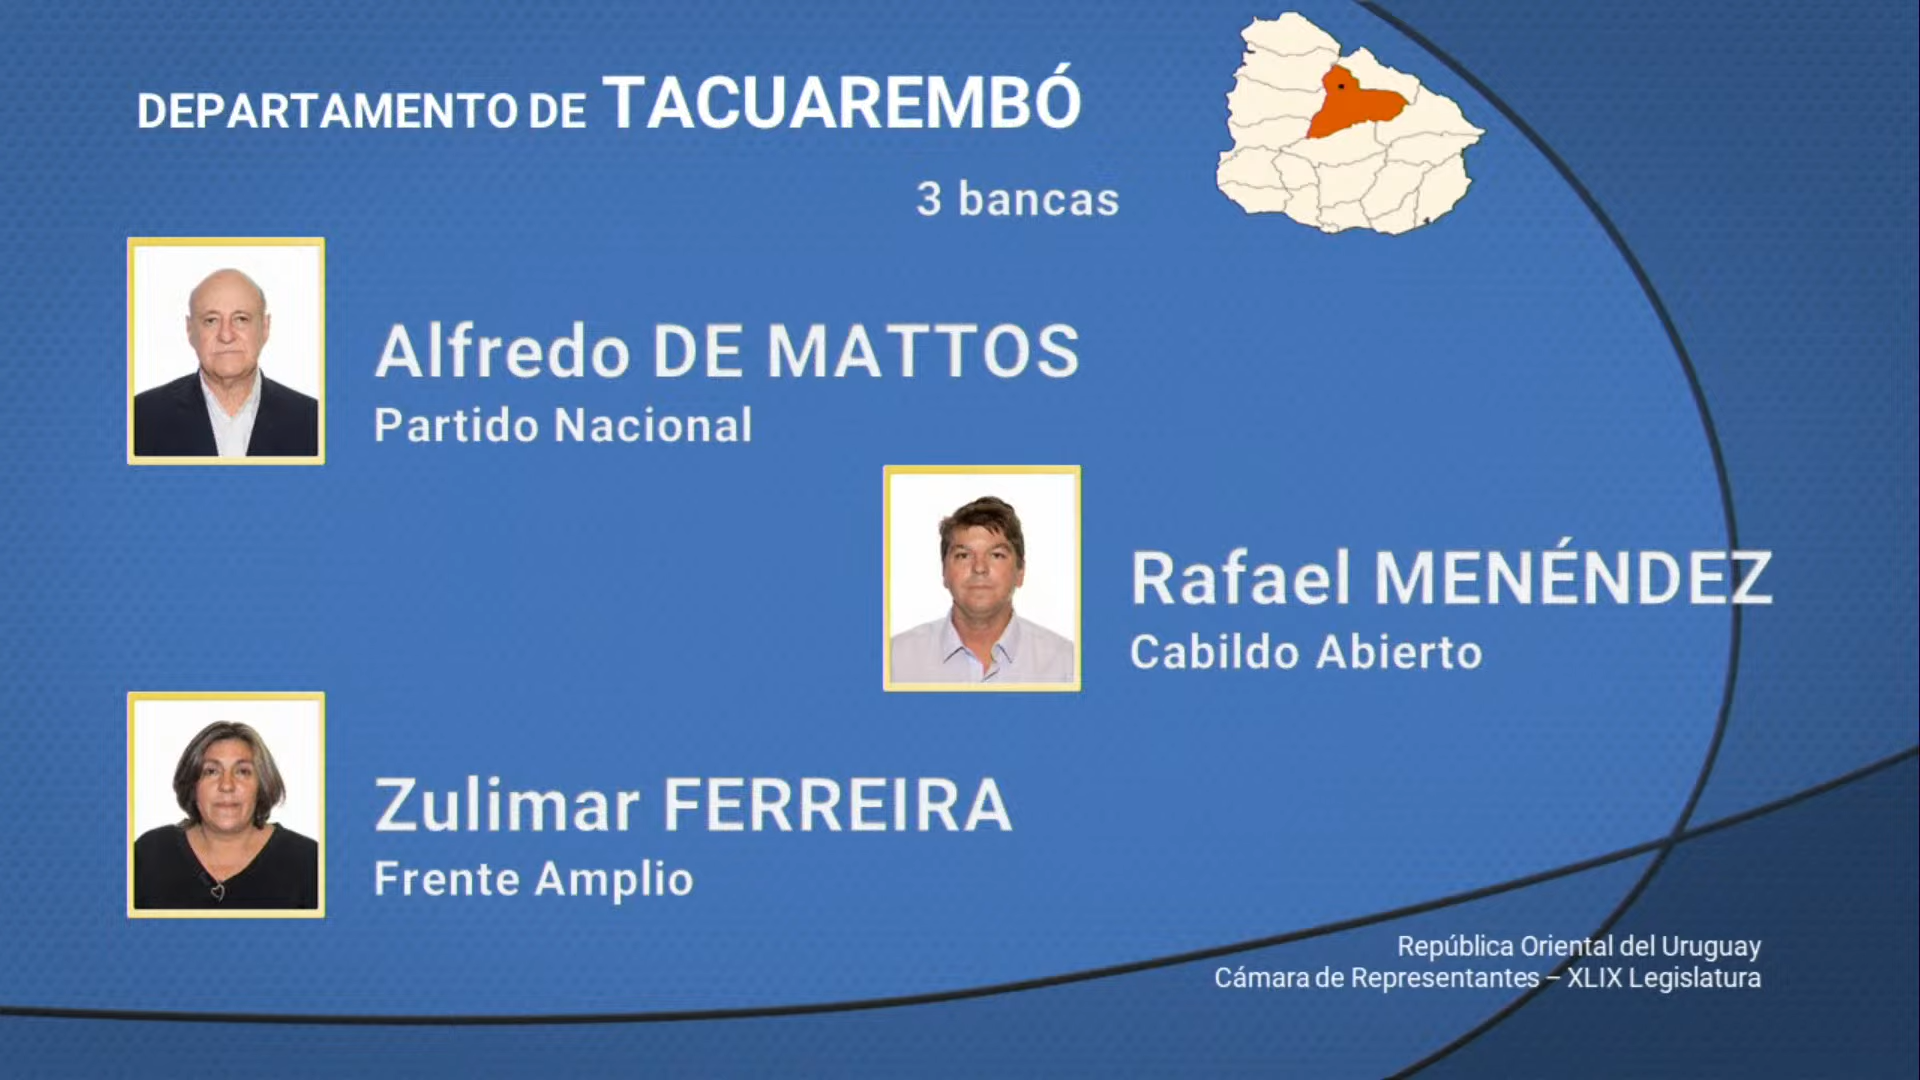 DEPARTAMENTO DE TACUAREMBÓ
3 bancas
Alfredo DE MATTOS
Partido Nacional
Rafael MENÉNDEZ
Cabildo Abierto
Zulimar FERREIRA
Frente Amplio
República Oriental del Uruguay
Cámara de Representantes – XLIX Legislatura